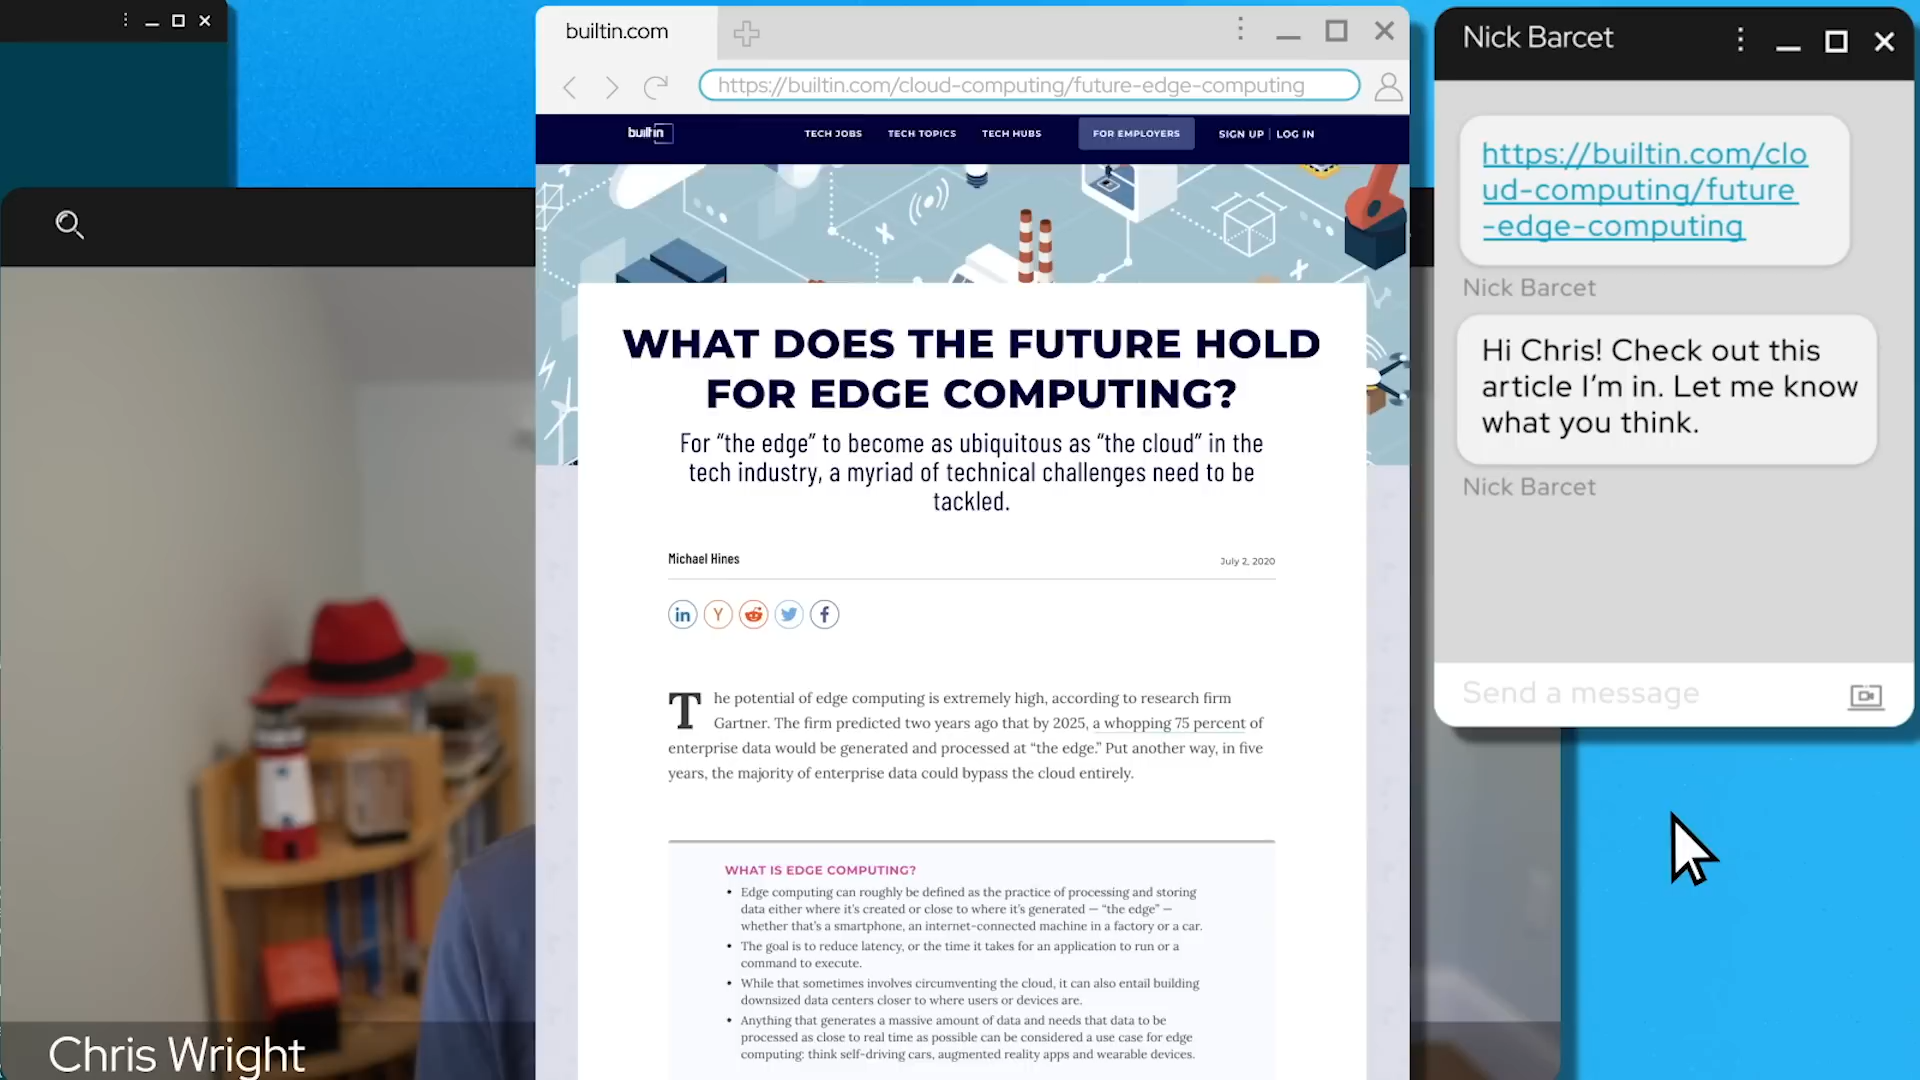 builtin.com
https://builtin.com/cloud-computing/future-edge-computing
builtin
TECH JOBS
TECH TOPICS
TECH HUBS
FOR EMPLOYERS
SIGN UP | LOG IN
WHAT DOES THE FUTURE HOLD
FOR EDGE COMPUTING?
For “the edge” to become as ubiquitous as “the cloud” in the
tech industry, a myriad of technical challenges need to be
tackled.
Michael Hines
July 2, 2020
The potential of edge computing is extremely high, according to research firm
Gartner. The firm predicted two years ago that by 2025, a whopping 75 percent of
enterprise data would be generated and processed at “the edge.” Put another way, in five
years, the majority of enterprise data could bypass the cloud entirely.
WHAT IS EDGE COMPUTING?
• Edge computing can roughly be defined as the practice of processing and storing
data either where it’s created or close to where it’s generated — “the edge” —
whether that’s a smartphone, an internet-connected machine in a factory or a car.
• The goal is to reduce latency, or the time it takes for an application to run or a
command to execute.
• While that sometimes involves circumventing the cloud, it can also entail building
downsized data centers closer to where users or devices are.
• Anything that generates a massive amount of data and needs that data to be
processed as close to real time as possible can be considered a use case for edge
computing: think self-driving cars, augmented reality apps and wearable devices.
Nick Barcet
https://builtin.com/clo
ud-computing/future
-edge-computing
Nick Barcet
Hi Chris! Check out this
article I’m in. Let me know
what you think.
Nick Barcet
Send a message
Chris Wright